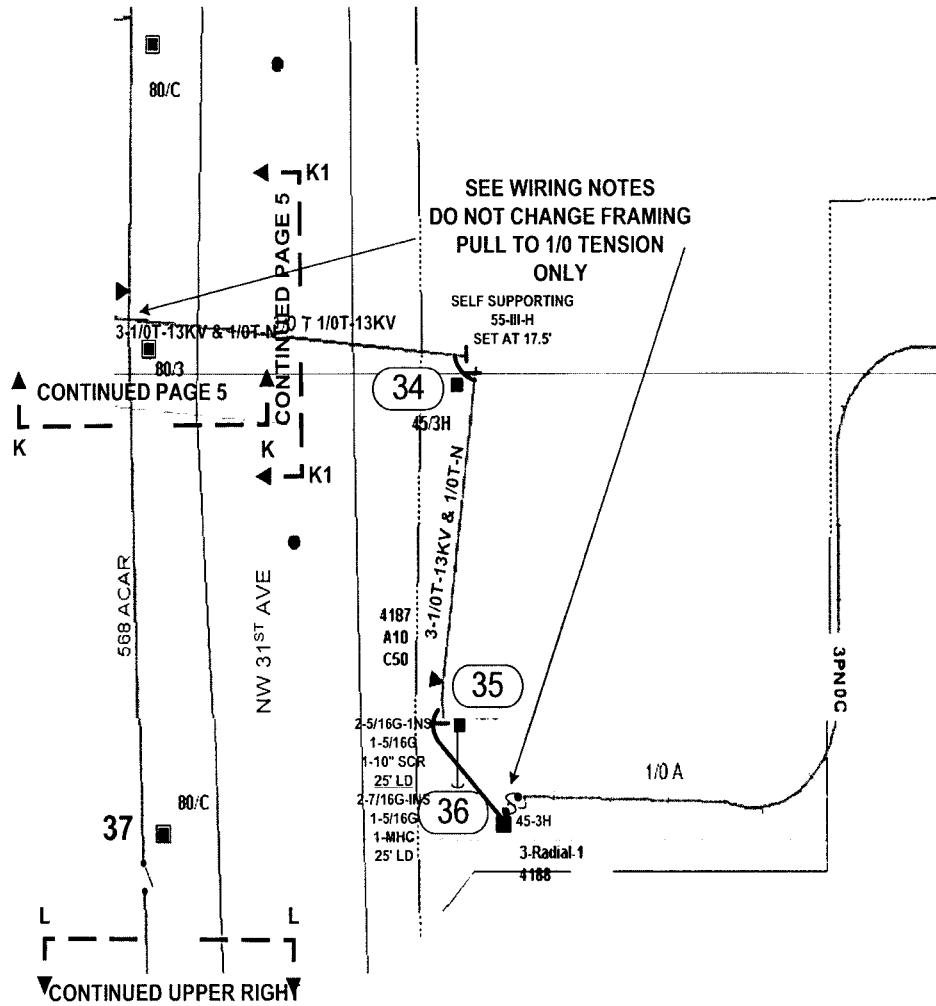 80/C
K1
CONTINUED PAGE 5
SEE WIRING NOTES
DO NOT CHANGE FRAMING
PULL TO 1/0 TENSION
ONLY
SELF SUPPORTING
55-III-H
SET AT 17.5'
3-1/0T-13KV & 1/0T-N
T 1/0T-13KV
80/3
CONTINUED PAGE 5
K
K
K1
34
45/3H
3-1/0T-13KV & 1/0T-N
568 ACAR
NW 31ST AVE
4187
A10
C50
35
3PN0C
2-5/16G-1NS
1-5/16G
1-10" SCR
25' LD
2-7/16G-INS
1-5/16G
1-MHC
25' LD
36
1/0 A
45-3H
3-Radial-1
4188
80/C
37
L
L
CONTINUED UPPER RIGHT